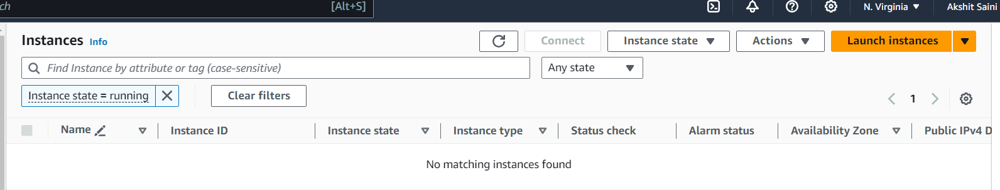 [Alt+S] N. Virginia Akshit Saini
Instances Info Connect Instance state Actions Launch instances
Find Instance by attribute or tag (case-sensitive) Any state
Instance state = running Clear filters 1
Name Instance ID Instance state Instance type Status check Alarm status Availability Zone Public IPv4 D
No matching instances found